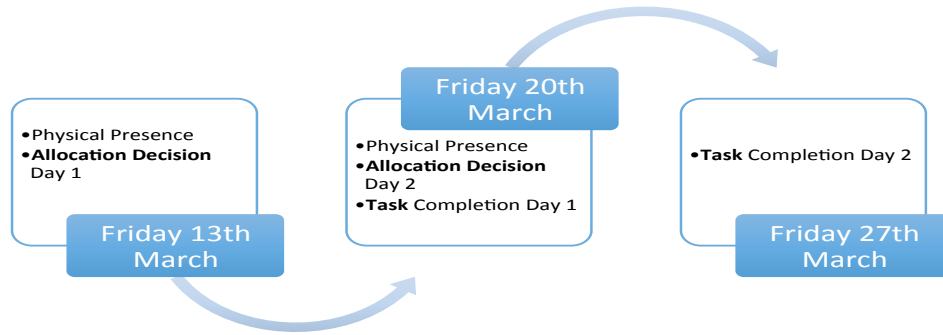 •Physical Presence
•Allocation Decision
Day 1
Friday 13th
March
Friday 20th
March
•Physical Presence
•Allocation Decision
Day 2
•Task Completion Day 1
•Task Completion Day 2
Friday 27th
March